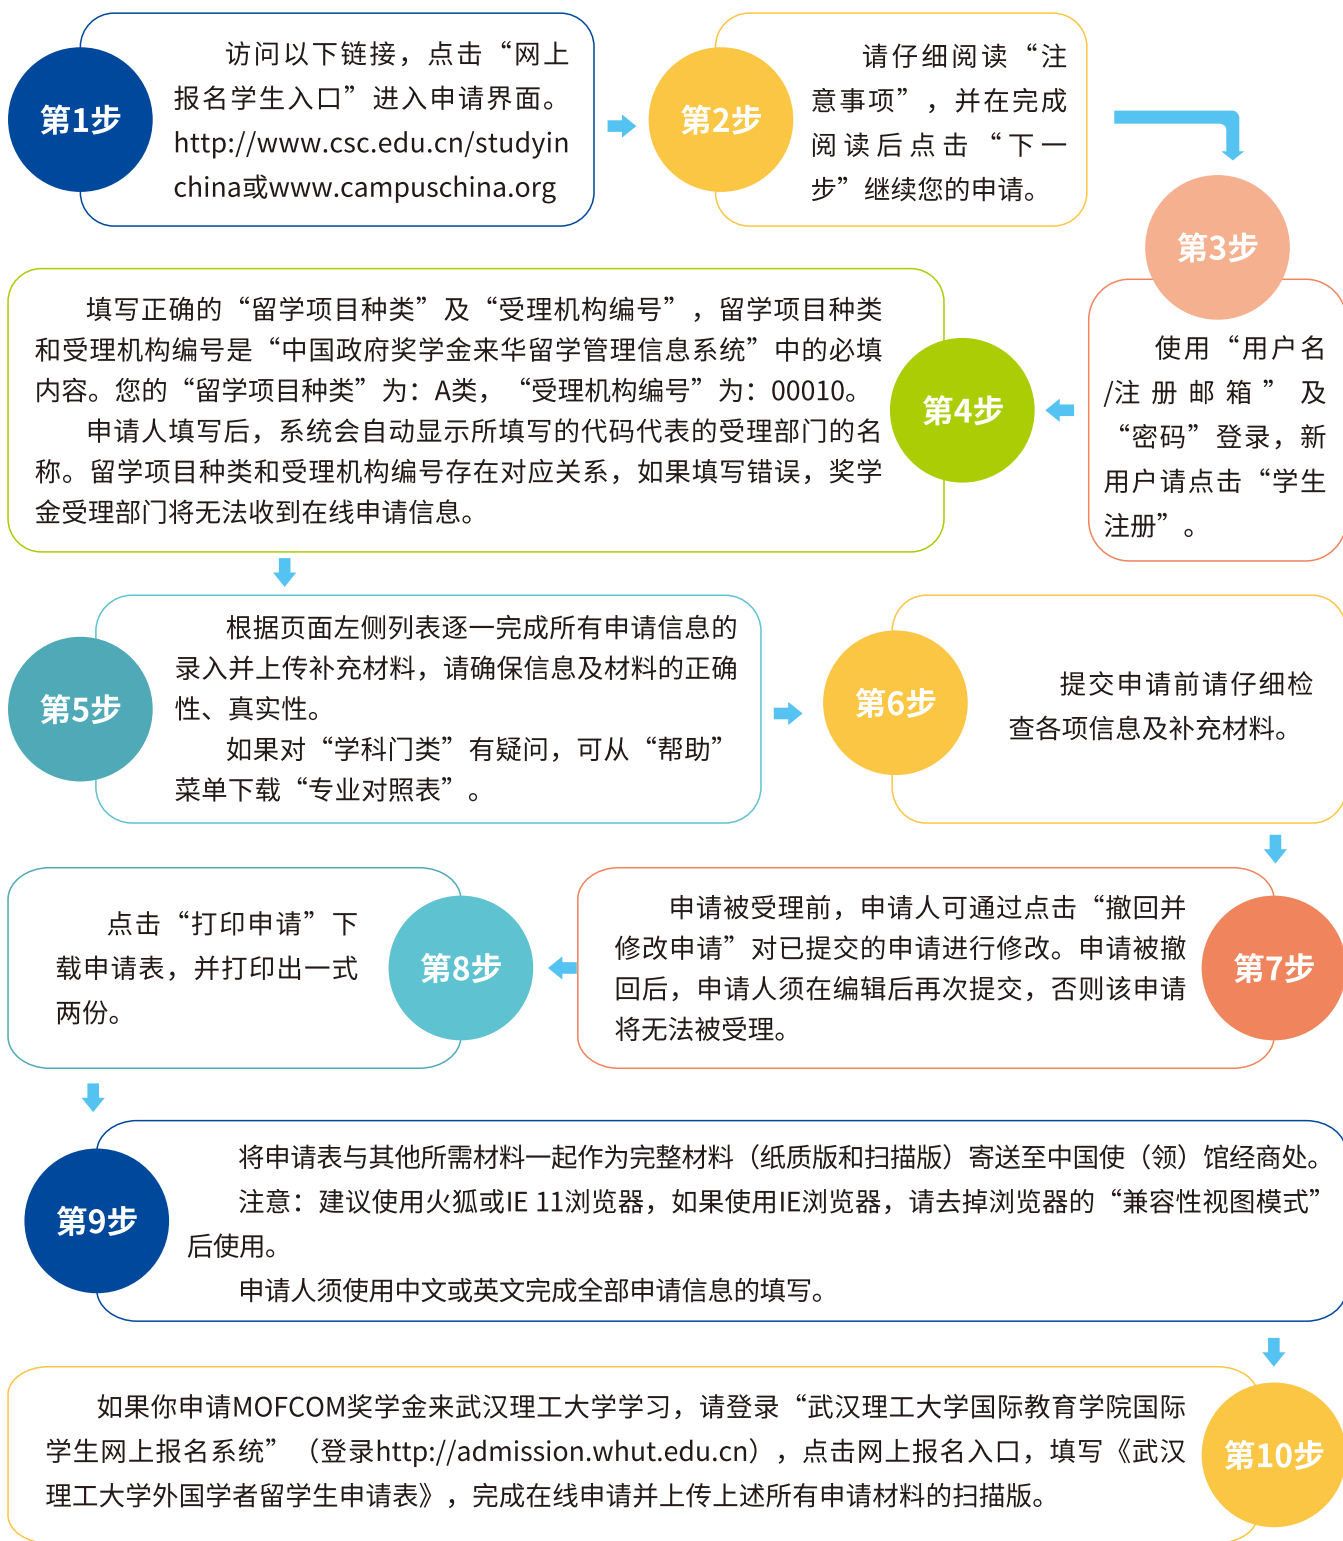 第1步
访问以下链接，点击“网上
报名学生入口”进入申请界面。
http://www.csc.edu.cn/studyin
china或www.campuschina.org
第2步
请仔细阅读“注
意事项”，并在完成
阅读后点击“下一
步”继续您的申请。
第3步
使用“用户名
/注册邮箱”及
“密码”登录，新
用户请点击“学生
注册”。
第4步
填写正确的“留学项目种类”及“受理机构编号”，留学项目种类
和受理机构编号是“中国政府奖学金来华留学管理信息系统”中的必填
内容。您的“留学项目种类”为：A类，“受理机构编号”为：00010。
申请人填写后，系统会自动显示所填写的代码代表的受理部门的名
称。留学项目种类和受理机构编号存在对应关系，如果填写错误，奖学
金受理部门将无法收到在线申请信息。
第5步
根据页面左侧列表逐一完成所有申请信息的
录入并上传补充材料，请确保信息及材料的正确
性、真实性。
如果对“学科门类”有疑问，可从“帮助”
菜单下载“专业对照表”。
第6步
提交申请前请仔细检
查各项信息及补充材料。
第7步
申请被受理前，申请人可通过点击“撤回并
修改申请”对已提交的申请进行修改。申请被撤
回后，申请人须在编辑后再次提交，否则该申请
将无法被受理。
第8步
点击“打印申请”下
载申请表，并打印出一式
两份。
第9步
将申请表与其他所需材料一起作为完整材料（纸质版和扫描版）寄送至中国使（领）馆经商处。
注意：建议使用火狐或IE 11浏览器，如果使用IE浏览器，请去掉浏览器的“兼容性视图模式”
后使用。
申请人须使用中文或英文完成全部申请信息的填写。
第10步
如果你申请MOFCOM奖学金来武汉理工大学学习，请登录“武汉理工大学国际教育学院国际
学生网上报名系统”（登录http://admission.whut.edu.cn），点击网上报名入口，填写《武汉
理工大学外国学者留学生申请表》，完成在线申请并上传上述所有申请材料的扫描版。